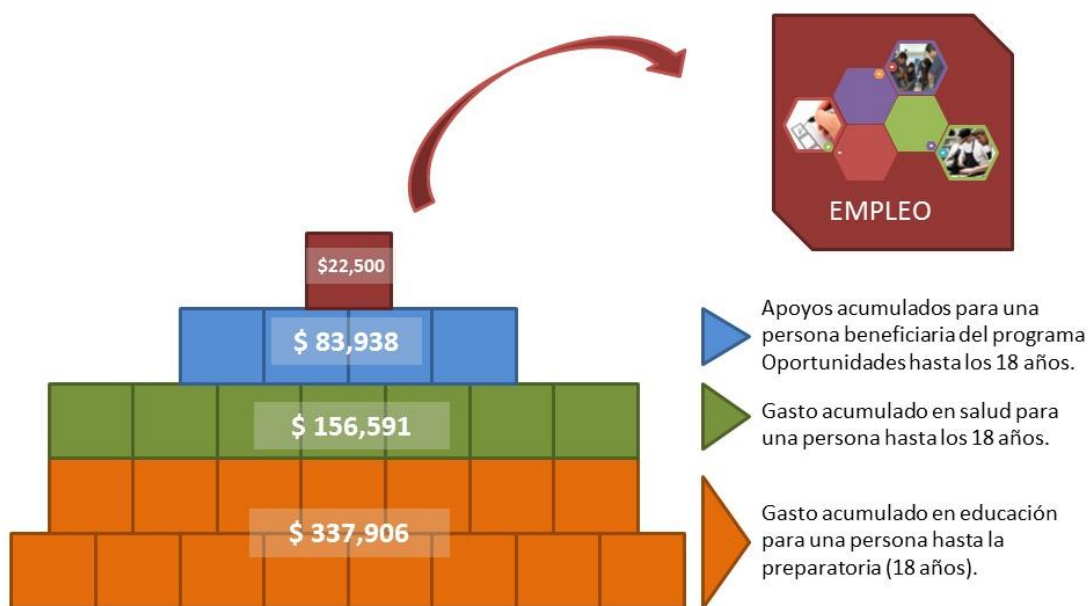 EMPLEO
$22,500
$ 83,938
Apoyos acumulados para una
persona beneficiaria del programa
Oportunidades hasta los 18 años.
$ 156,591
Gasto acumulado en salud para
una persona hasta los 18 años.
$ 337,906
Gasto acumulado en educación
para una persona hasta la
preparatoria (18 años).